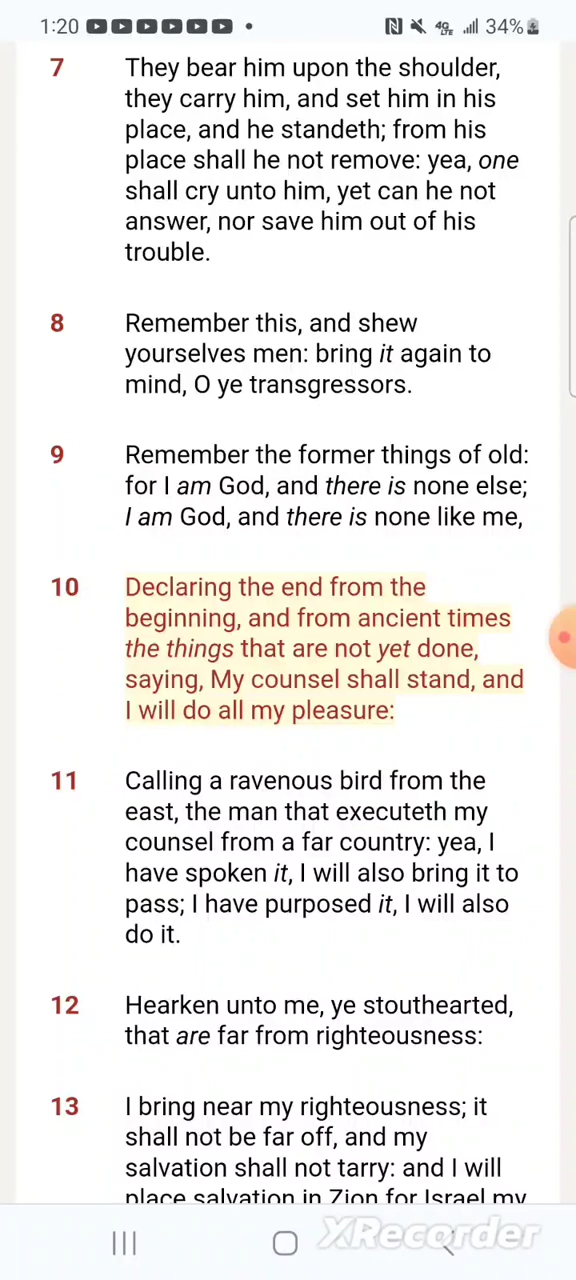 1:20 34%
7 They bear him upon the shoulder,
they carry him, and set him in his
place, and he standeth; from his
place shall he not remove: yea, one
shall cry unto him, yet can he not
answer, nor save him out of his
trouble.
8 Remember this, and shew
yourselves men: bring it again to
mind, O ye transgressors.
9 Remember the former things of old:
for I am God, and there is none else;
I am God, and there is none like me,
10 Declaring the end from the
beginning, and from ancient times
the things that are not yet done,
saying, My counsel shall stand, and
I will do all my pleasure:
11 Calling a ravenous bird from the
east, the man that executeth my
counsel from a far country: yea, I
have spoken it, I will also bring it to
pass; I have purposed it, I will also
do it.
12 Hearken unto me, ye stouthearted,
that are far from righteousness:
13 I bring near my righteousness; it
shall not be far off, and my
salvation shall not tarry: and I will
place salvation in Zion for Israel my
XRecorder